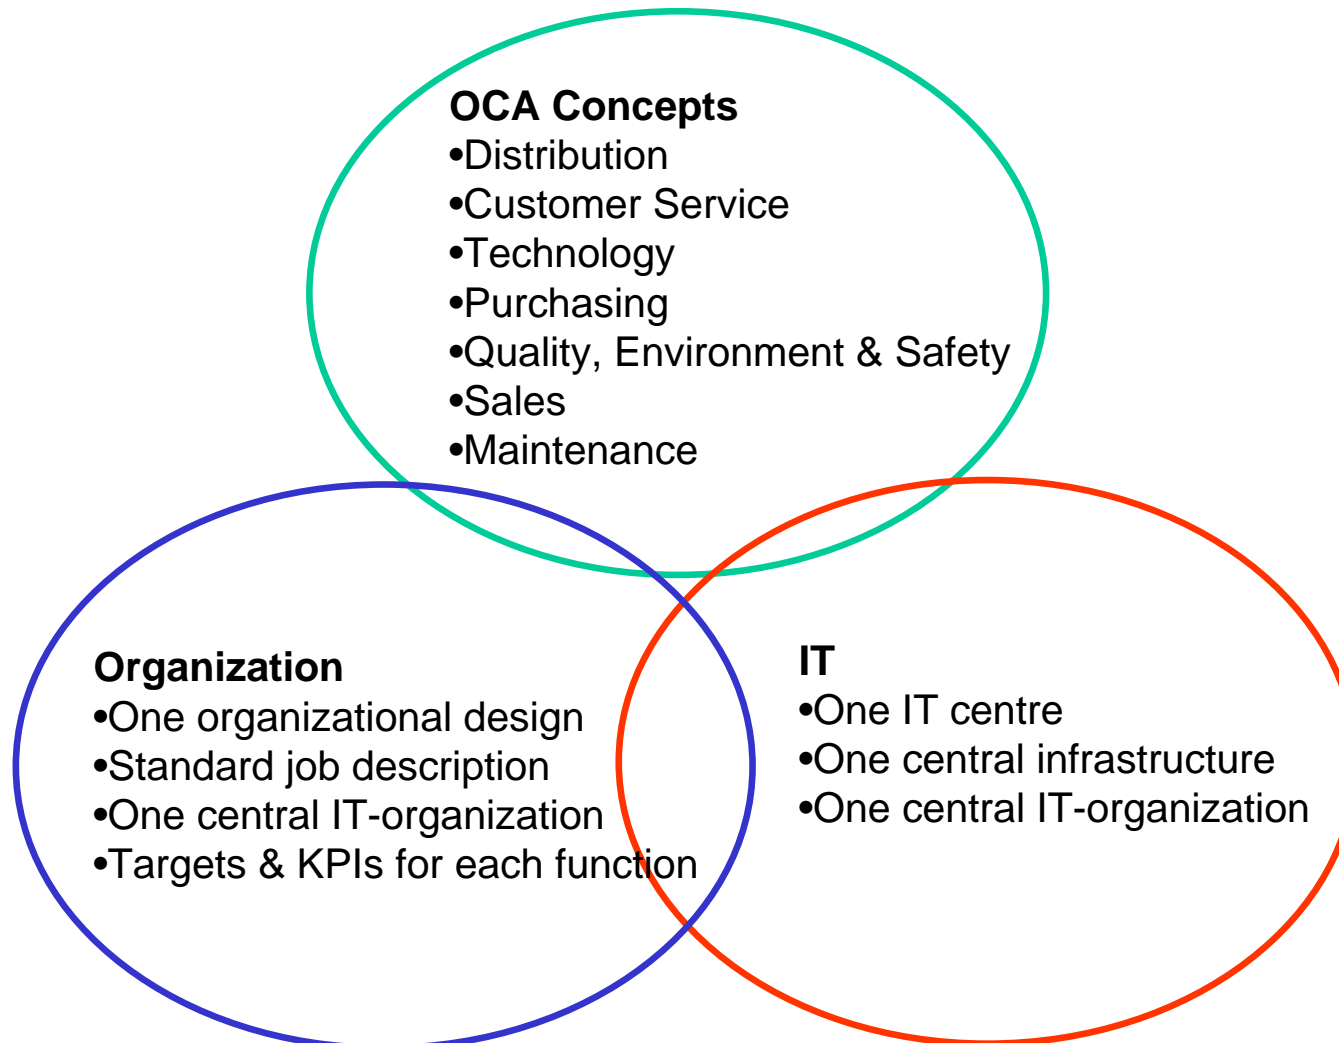 OCA Concepts
•Distribution
•Customer Service
•Technology
•Purchasing
•Quality, Environment & Safety
•Sales
•Maintenance
Organization
•One organizational design
•Standard job description
•One central IT-organization
•Targets & KPIs for each function
IT
•One IT centre
•One central infrastructure
•One central IT-organization